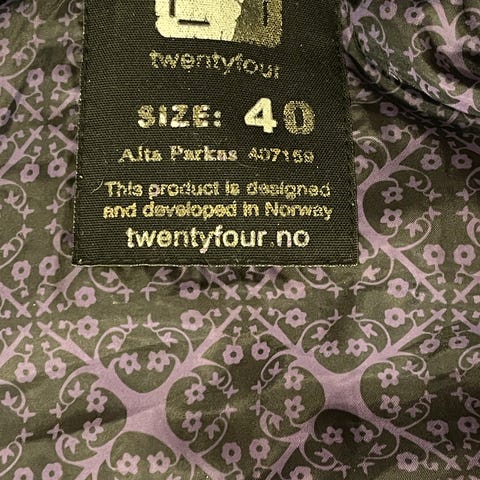 twentyfour
SIZE: 40
Alta Parkas 407159
This product is designed
and developed in Norway
twentyfour.no